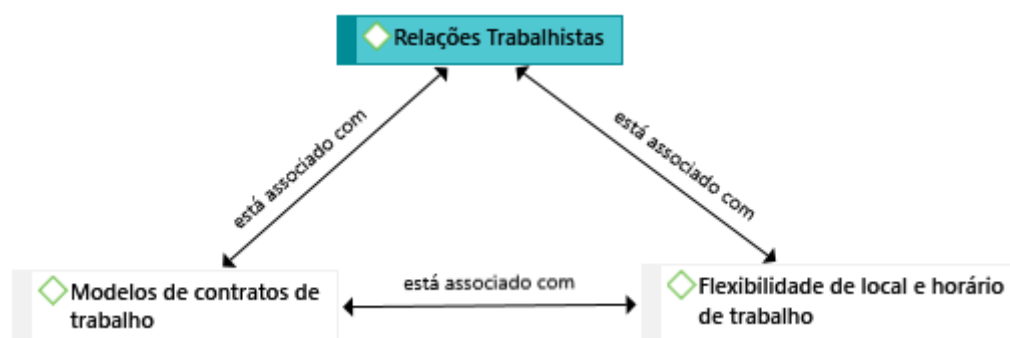 Relações Trabalhistas
está associado com
está associado com
Modelos de contratos de
trabalho
está associado com
Flexibilidade de local e horário
de trabalho